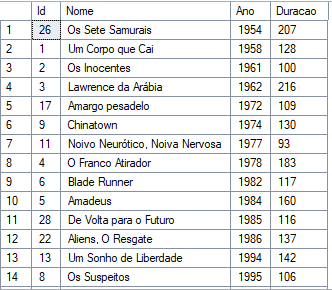 Id Nome Ano Duracao
1 26 Os Sete Samurais 1954 207
2 1 Um Corpo que Cai 1958 128
3 2 Os Inocentes 1961 100
4 3 Lawrence da Arábia 1962 216
5 17 Amargo pesadelo 1972 109
6 9 Chinatown 1974 130
7 11 Noivo Neurótico, Noiva Nervosa 1977 93
8 4 O Franco Atirador 1978 183
9 6 Blade Runner 1982 117
10 5 Amadeus 1984 160
11 28 De Volta para o Futuro 1985 116
12 22 Aliens, O Resgate 1986 137
13 13 Um Sonho de Liberdade 1994 142
14 8 Os Suspeitos 1995 106